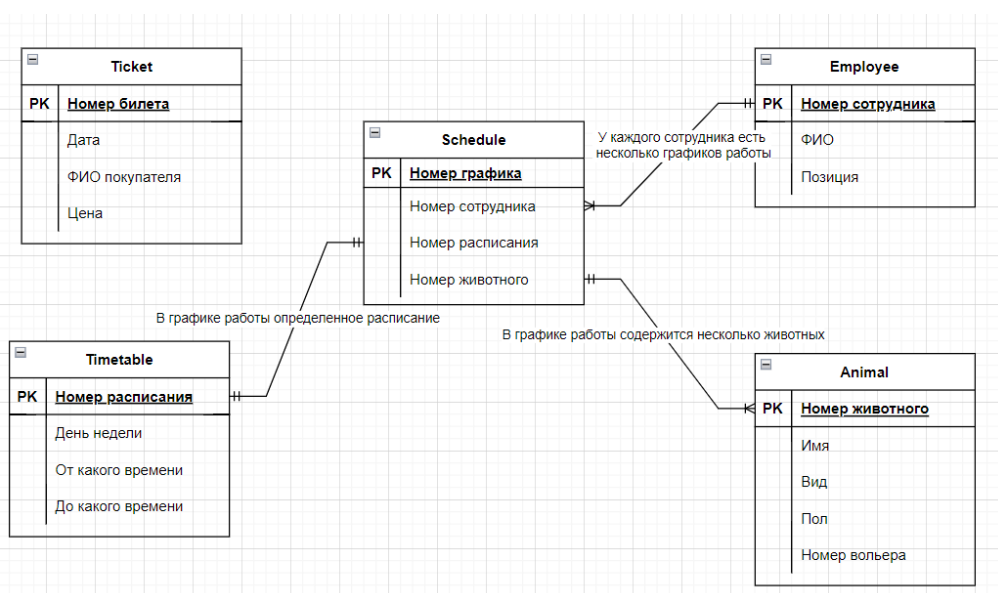 Ticket
PK Номер билета
Дата
ФИО покупателя
Цена
Schedule
PK Номер графика
Номер сотрудника
Номер расписания
Номер животного
Employee
PK Номер сотрудника
ФИО
Позиция
У каждого сотрудника есть
несколько графиков работы
В графике работы определенное расписание
В графике работы содержится несколько животных
Timetable
PK Номер расписания
День недели
От какого времени
До какого времени
Animal
PK Номер животного
Имя
Вид
Пол
Номер вольера